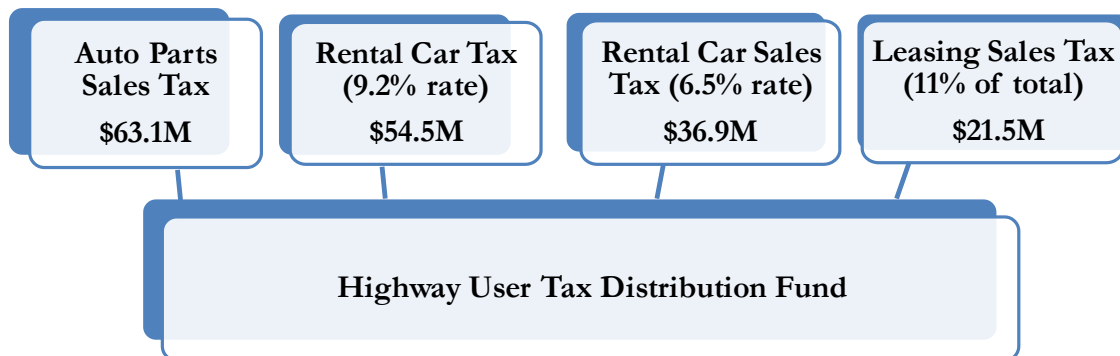 Auto Parts
Sales Tax
$63.1M
Rental Car Tax
(9.2% rate)
$54.5M
Rental Car Sales
Tax (6.5% rate)
$36.9M
Leasing Sales Tax
(11% of total)
$21.5M
Highway User Tax Distribution Fund